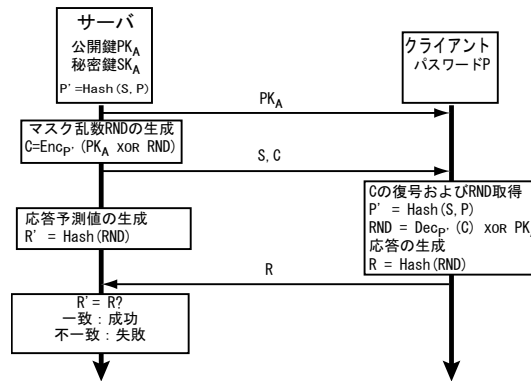 サーバ
公開鍵PKA
秘密鍵SKA
P'=Hash(S,P)
クライアント
パスワードP
PKA
マスク乱数RNDの生成
C=EncP'(PKA XOR RND)
S,C
Cの復号およびRND取得
P' = Hash(S,P)
RND = DecP'(C) XOR PK
応答の生成
R = Hash(RND)
応答予測値の生成
R' = Hash(RND)
R
R'= R?
一致：成功
不一致：失敗